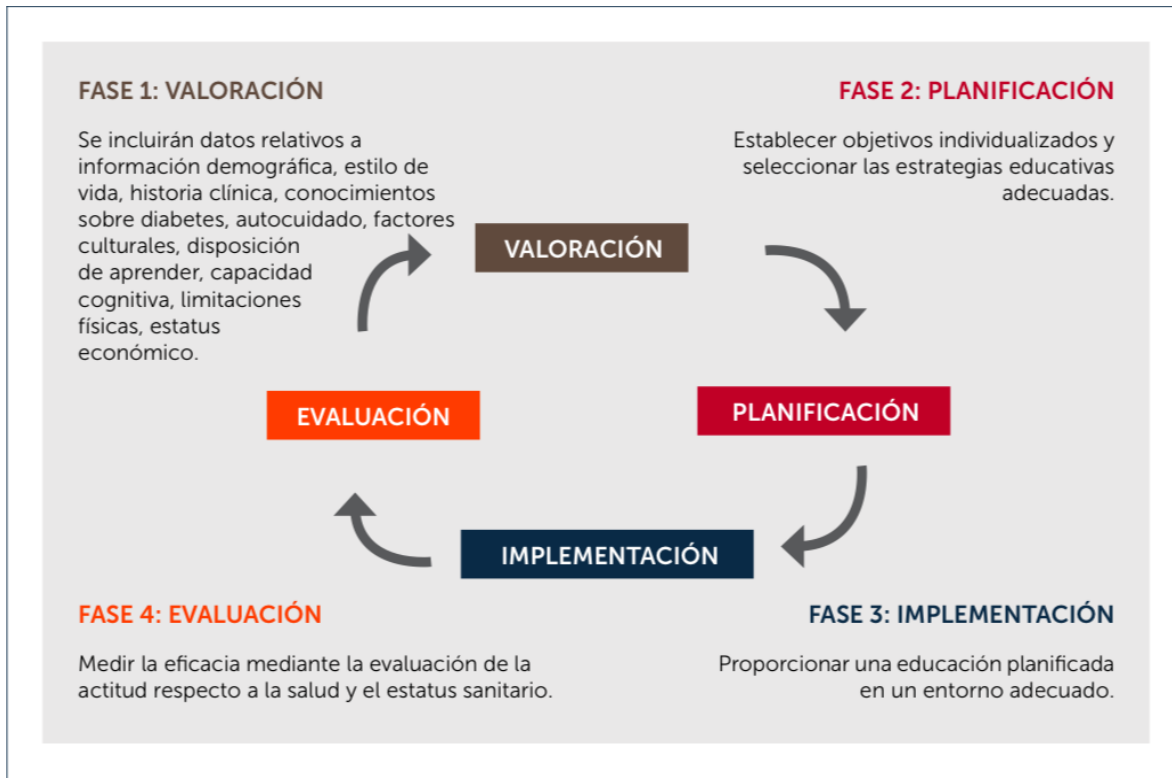 FASE 1: VALORACIÓN
Se incluirán datos relativos a
información demográfica, estilo de
vida, historia clínica, conocimientos
sobre diabetes, autocuidado, factores
culturales, disposición
de aprender, capacidad
cognitiva, limitaciones
físicas, estatus
económico.
FASE 2: PLANIFICACIÓN
Establecer objetivos individualizados y
seleccionar las estrategias educativas
adecuadas.
VALORACIÓN
EVALUACIÓN
PLANIFICACIÓN
IMPLEMENTACIÓN
FASE 4: EVALUACIÓN
Medir la eficacia mediante la evaluación de la
actitud respecto a la salud y el estatus sanitario.
FASE 3: IMPLEMENTACIÓN
Proporcionar una educación planificada
en un entorno adecuado.